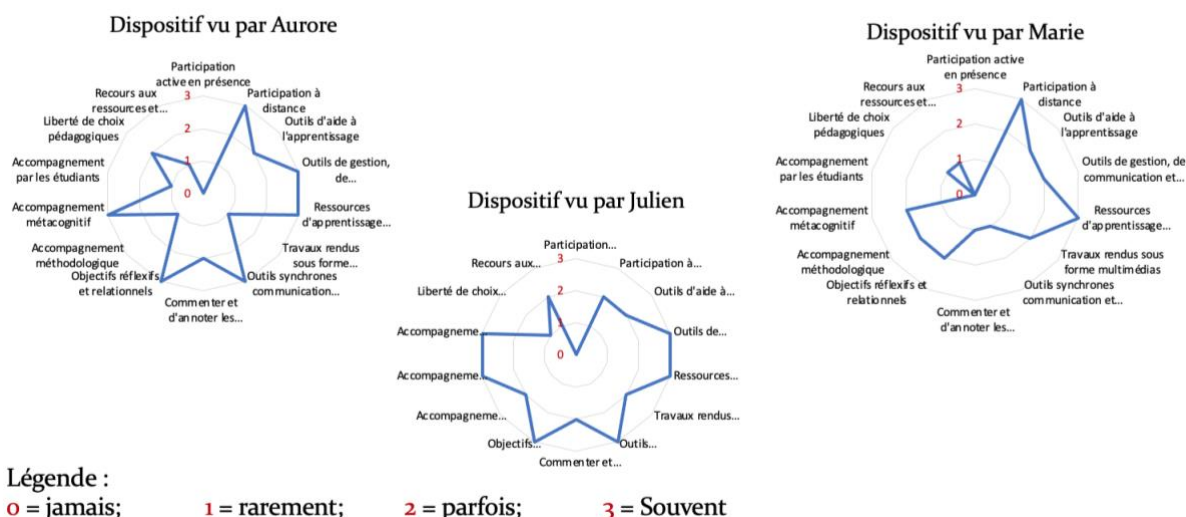 Dispositif vu par Aurore
Participation
active en présence
3
2
1
0
Participation à
distance
Outils d'aide à
l'apprentissage
Outils de gestion,
de...
Ressources
d'apprentissage...
Travaux rendus
sous forme...
Outils synchrones
communication...
Commenter et
d'annoter les...
Objectifs réflexifs
et relationnels
Accompagnement
méthodologique
Accompagnement
métacognitif
Accompagnement
par les étudiants
Liberté de choix
pédagogiques
Recours aux
ressources et...
Dispositif vu par Julien
Participation...
3
2
1
0
Participation à...
Outils d'aide à...
Outils de...
Ressources...
Travaux rendus...
Outils...
Commenter et...
Objectifs...
Accompagneme...
Accompagneme...
Accompagneme...
Liberté de choix...
Recours aux...
Dispositif vu par Marie
Participation active
en présence
3
2
1
0
Participation à
distance
Outils d'aide à
l'apprentissage
Outils de gestion, de
communication et...
Ressources
d'apprentissage...
Travaux rendus sous
forme multimédias
Outils synchrones
communication et...
Commenter et
d'annoter les...
Objectifs réflexifs et
relationnels
Accompagnement
méthodologique
Accompagnement
métacognitif
Accompagnement
par les étudiants
Liberté de choix
pédagogiques
Recours aux
ressources et...
Légende :
0 = jamais; 1 = rarement; 2 = parfois; 3 = Souvent